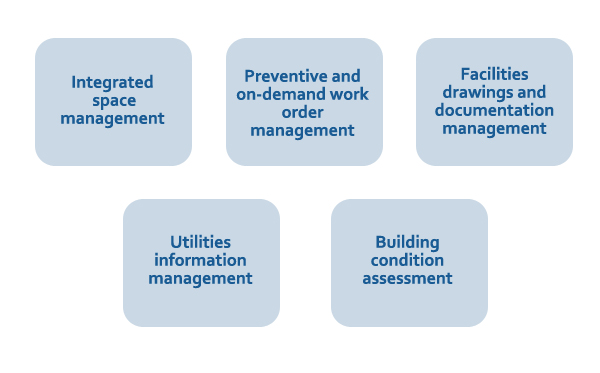 Integrated
space
management
Preventive and
on-demand work
order
management
Facilities
drawings and
documentation
management
Utilities
information
management
Building
condition
assessment